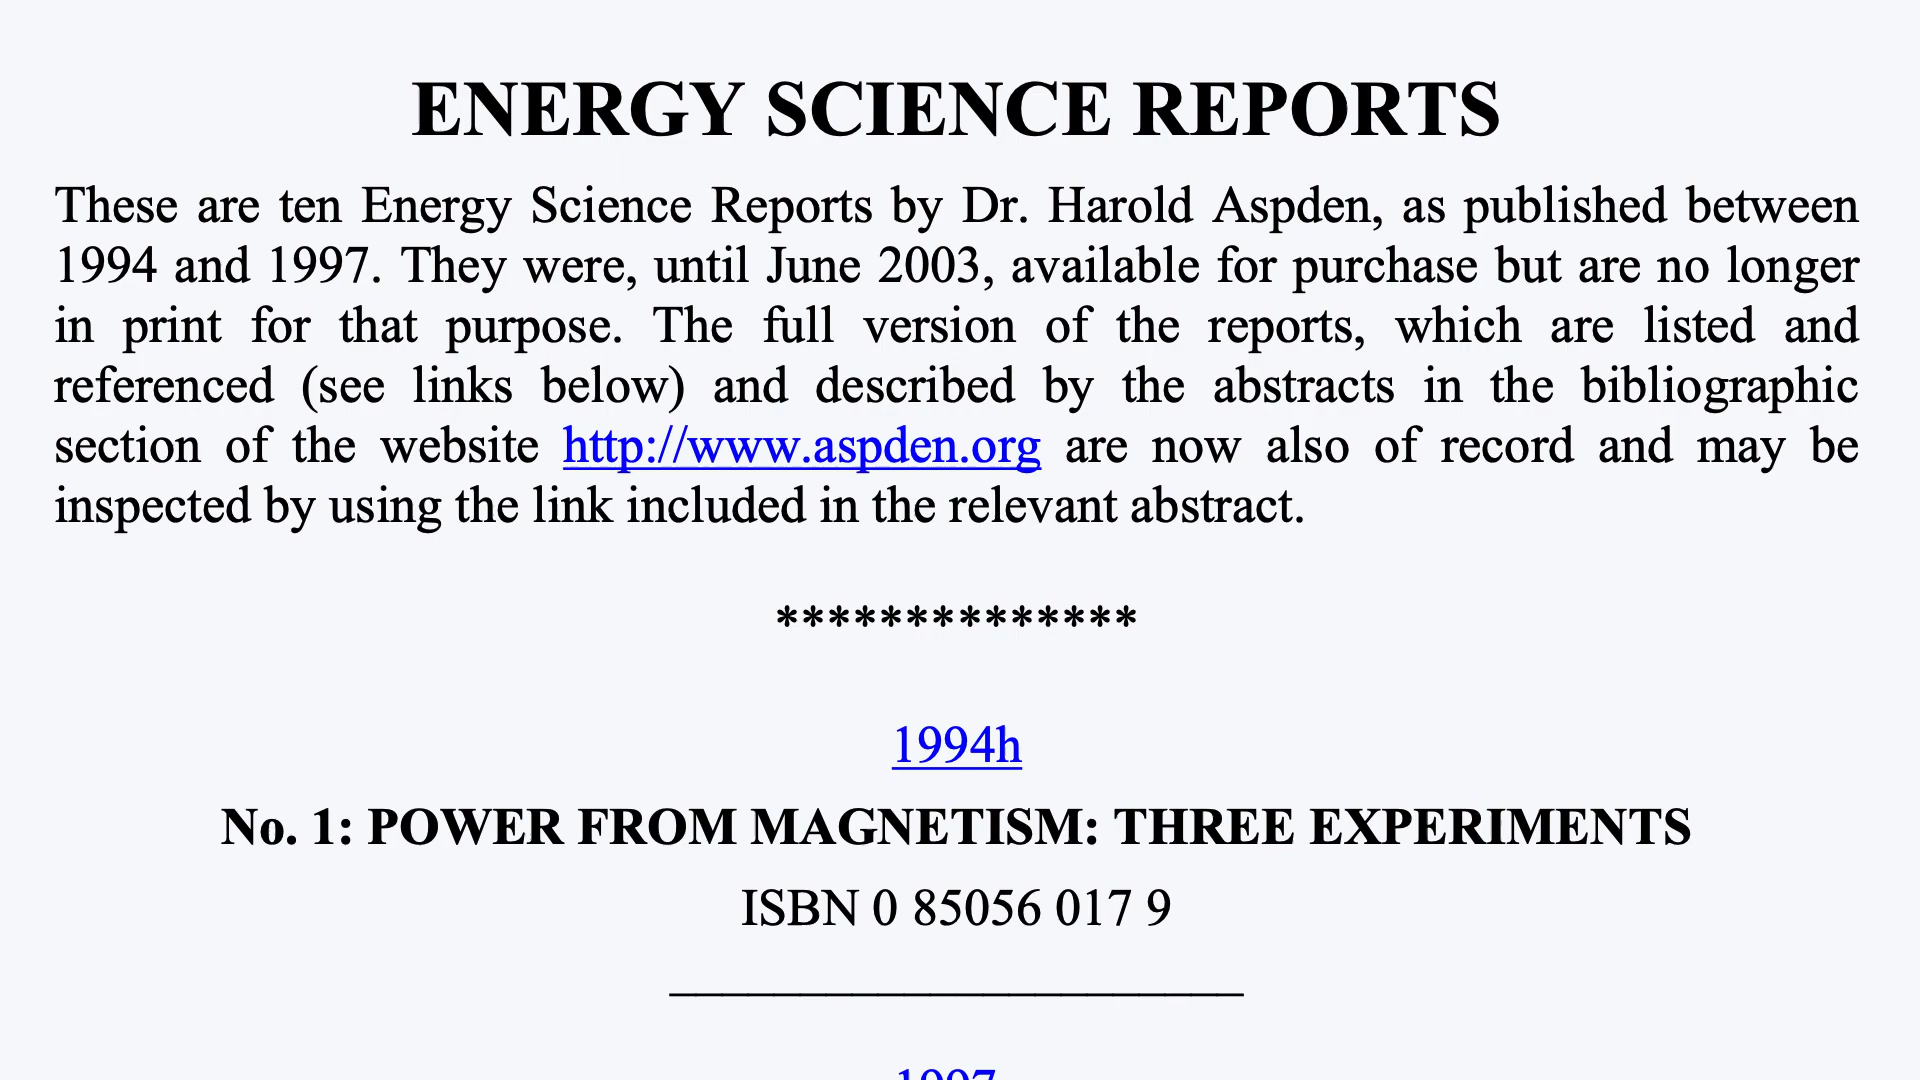 ENERGY SCIENCE REPORTS
These are ten Energy Science Reports by Dr. Harold Aspden, as published between
1994 and 1997. They were, until June 2003, available for purchase but are no longer
in print for that purpose. The full version of the reports, which are listed and
referenced (see links below) and described by the abstracts in the bibliographic
section of the website http://www.aspden.org are now also of record and may be
inspected by using the link included in the relevant abstract.
**************
1994h
No. 1: POWER FROM MAGNETISM: THREE EXPERIMENTS
ISBN 0 85056 017 9
______________________